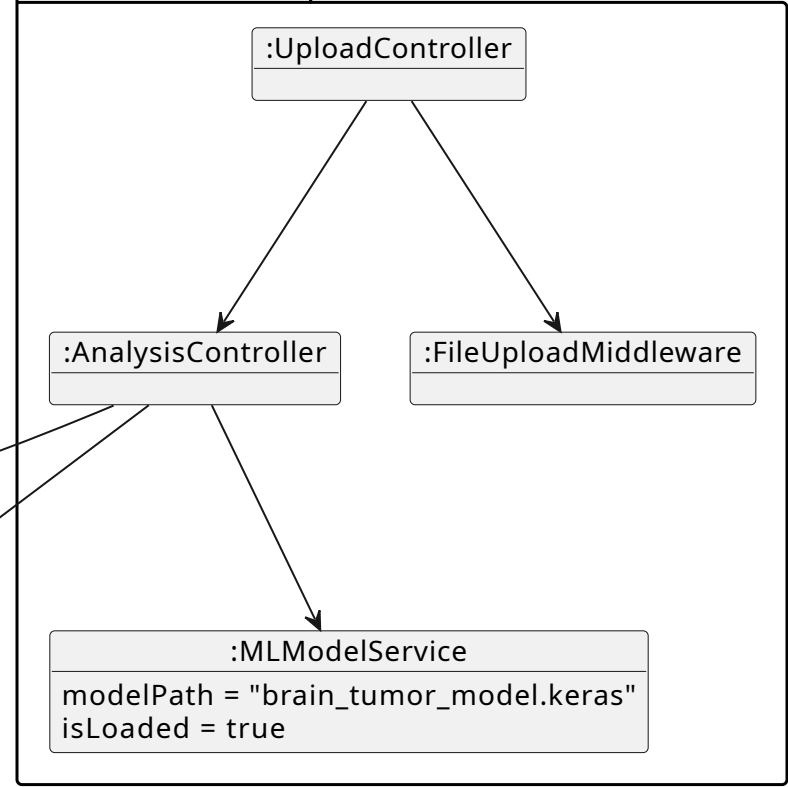 :UploadController
:AnalysisController
:FileUploadMiddleware
:MLModelService
modelPath = "brain_tumor_model.keras"
isLoaded = true